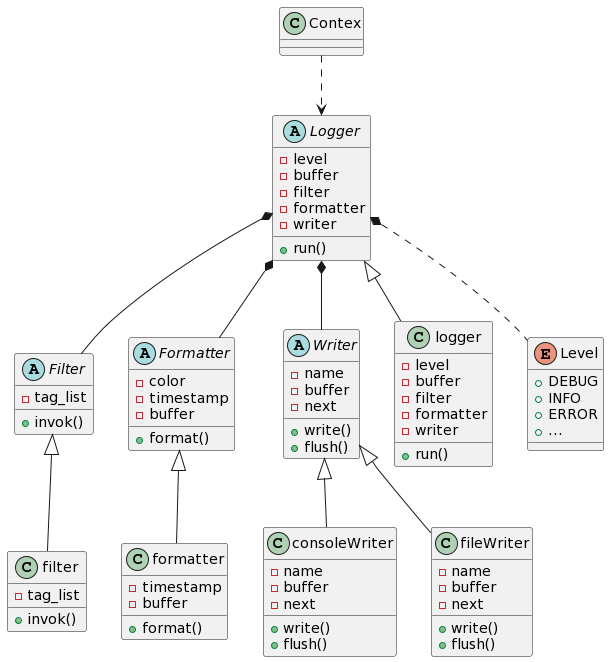 C Contex
A Logger
level
buffer
filter
formatter
writer
run()
A Filter
tag_list
invok()
A Formatter
color
timestamp
buffer
format()
A Writer
name
buffer
next
write()
flush()
C logger
level
buffer
filter
formatter
writer
run()
E Level
DEBUG
INFO
ERROR
...
C filter
tag_list
invok()
C formatter
timestamp
buffer
format()
C consoleWriter
name
buffer
next
write()
flush()
C fileWriter
name
buffer
next
write()
flush()